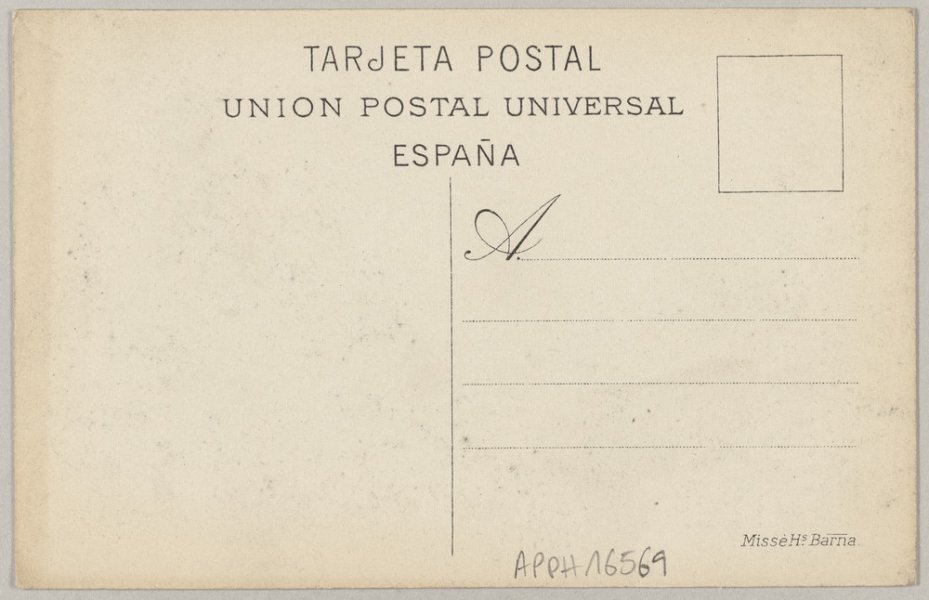 TARJETA POSTAL
UNION POSTAL UNIVERSAL
ESPAÑA
A.
Missé Hs Barna
APPH16569